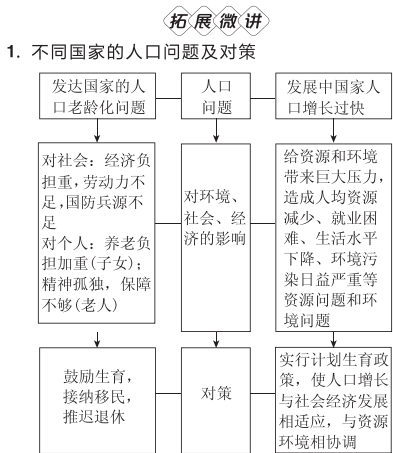 拓展微讲
1. 不同国家的人口问题及对策
发达国家的人
口老龄化问题
人口
问题
发展中国家人
口增长过快
对社会：经济负
担重，劳动力不
足，国防兵源不
足
对个人：养老负
担加重(子女)；
精神孤独，保障
不够(老人)
对环境、
社会、经
济的影响
给资源和环境
带来巨大压力，
造成人均资源
减少、就业困
难、生活水平
下降、环境污
染日益严重等
资源问题和环
境问题
鼓励生育，
接纳移民，
推迟退休
对策
实行计划生育政
策，使人口增长
与社会经济发展
相适应，与资源
环境相协调